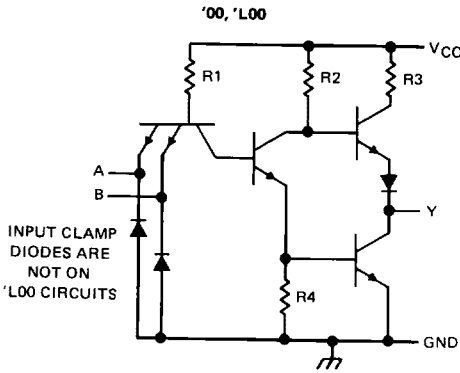 '00, 'L00
VCC
R1
R2
R3
A
B
Y
INPUT CLAMP
DIODES ARE
NOT ON
'L00 CIRCUITS
R4
GND